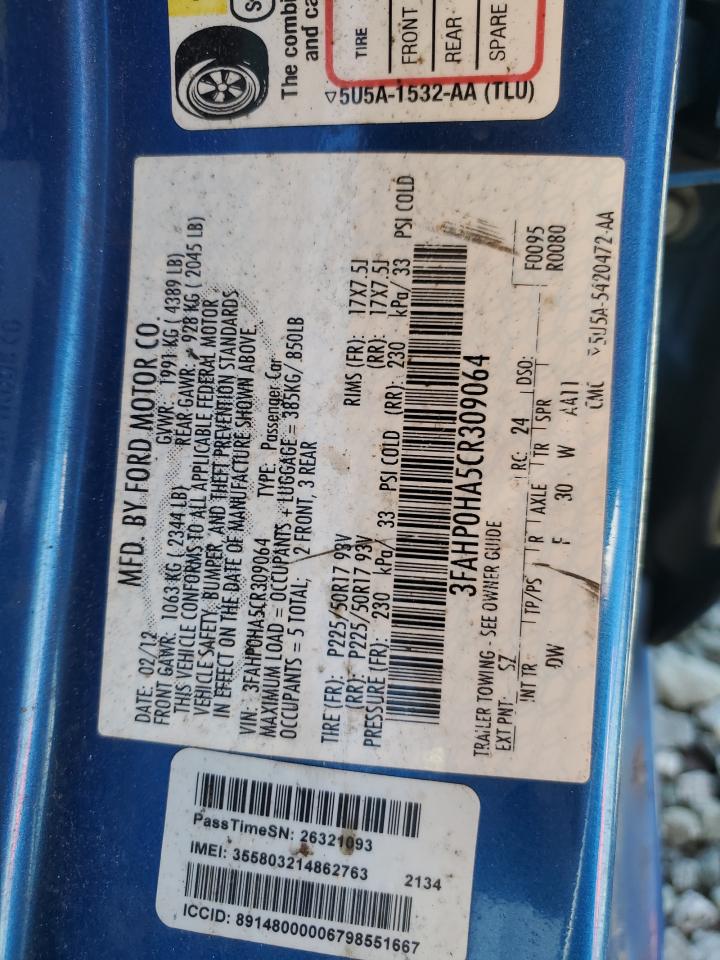 The combi
and ca
TIRE
FRONT
REAR
SPARE
5U5A-1532-AA (TLU)
MFD. BY FORD MOTOR CO
DATE: 02/12 GVWR: 1991 KG ( 4389 LB)
FRONT GAWR: 1063 KG ( 2344 LB) REAR GAWR: 928 KG ( 2045 LB)
THIS VEHICLE CONFORMS TO ALL APPLICABLE FEDERAL MOTOR
VEHICLE SAFETY, BUMPER, AND THEFT PREVENTION STANDARDS
IN EFFECT ON THE DATE OF MANUFACTURE SHOWN ABOVE.
VIN: 3FAHP0HA5CR309064 TYPE: Passenger Car
MAXIMUM LOAD = OCCUPANTS + LUGGAGE = 385KG/ 850LB
OCCUPANTS = 5 TOTAL; 2 FRONT, 3 REAR
TIRE (FR): P225/50R17 93V RIMS (FR): 17X7.5J
(RR): P225/50R17 93V (RR): 17X7.5J
PRESSURE (FR): 230 kPa/ 33 PSI COLD (RR): 230 kPa/ 33 PSI COLD
3FAHP0HA5CR309064
TRAILER TOWING - SEE OWNER GUIDE F0095
EXT PNT: SZ RC: 24 DSO: R0080
INT TR TP/PS R AXLE TR SPR
DW F 30 W AA11
CMC 5U5A-5420472-AA
PassTimeSN: 26321093
IMEI: 355803214862763 2134
ICCID: 89148000006798551667